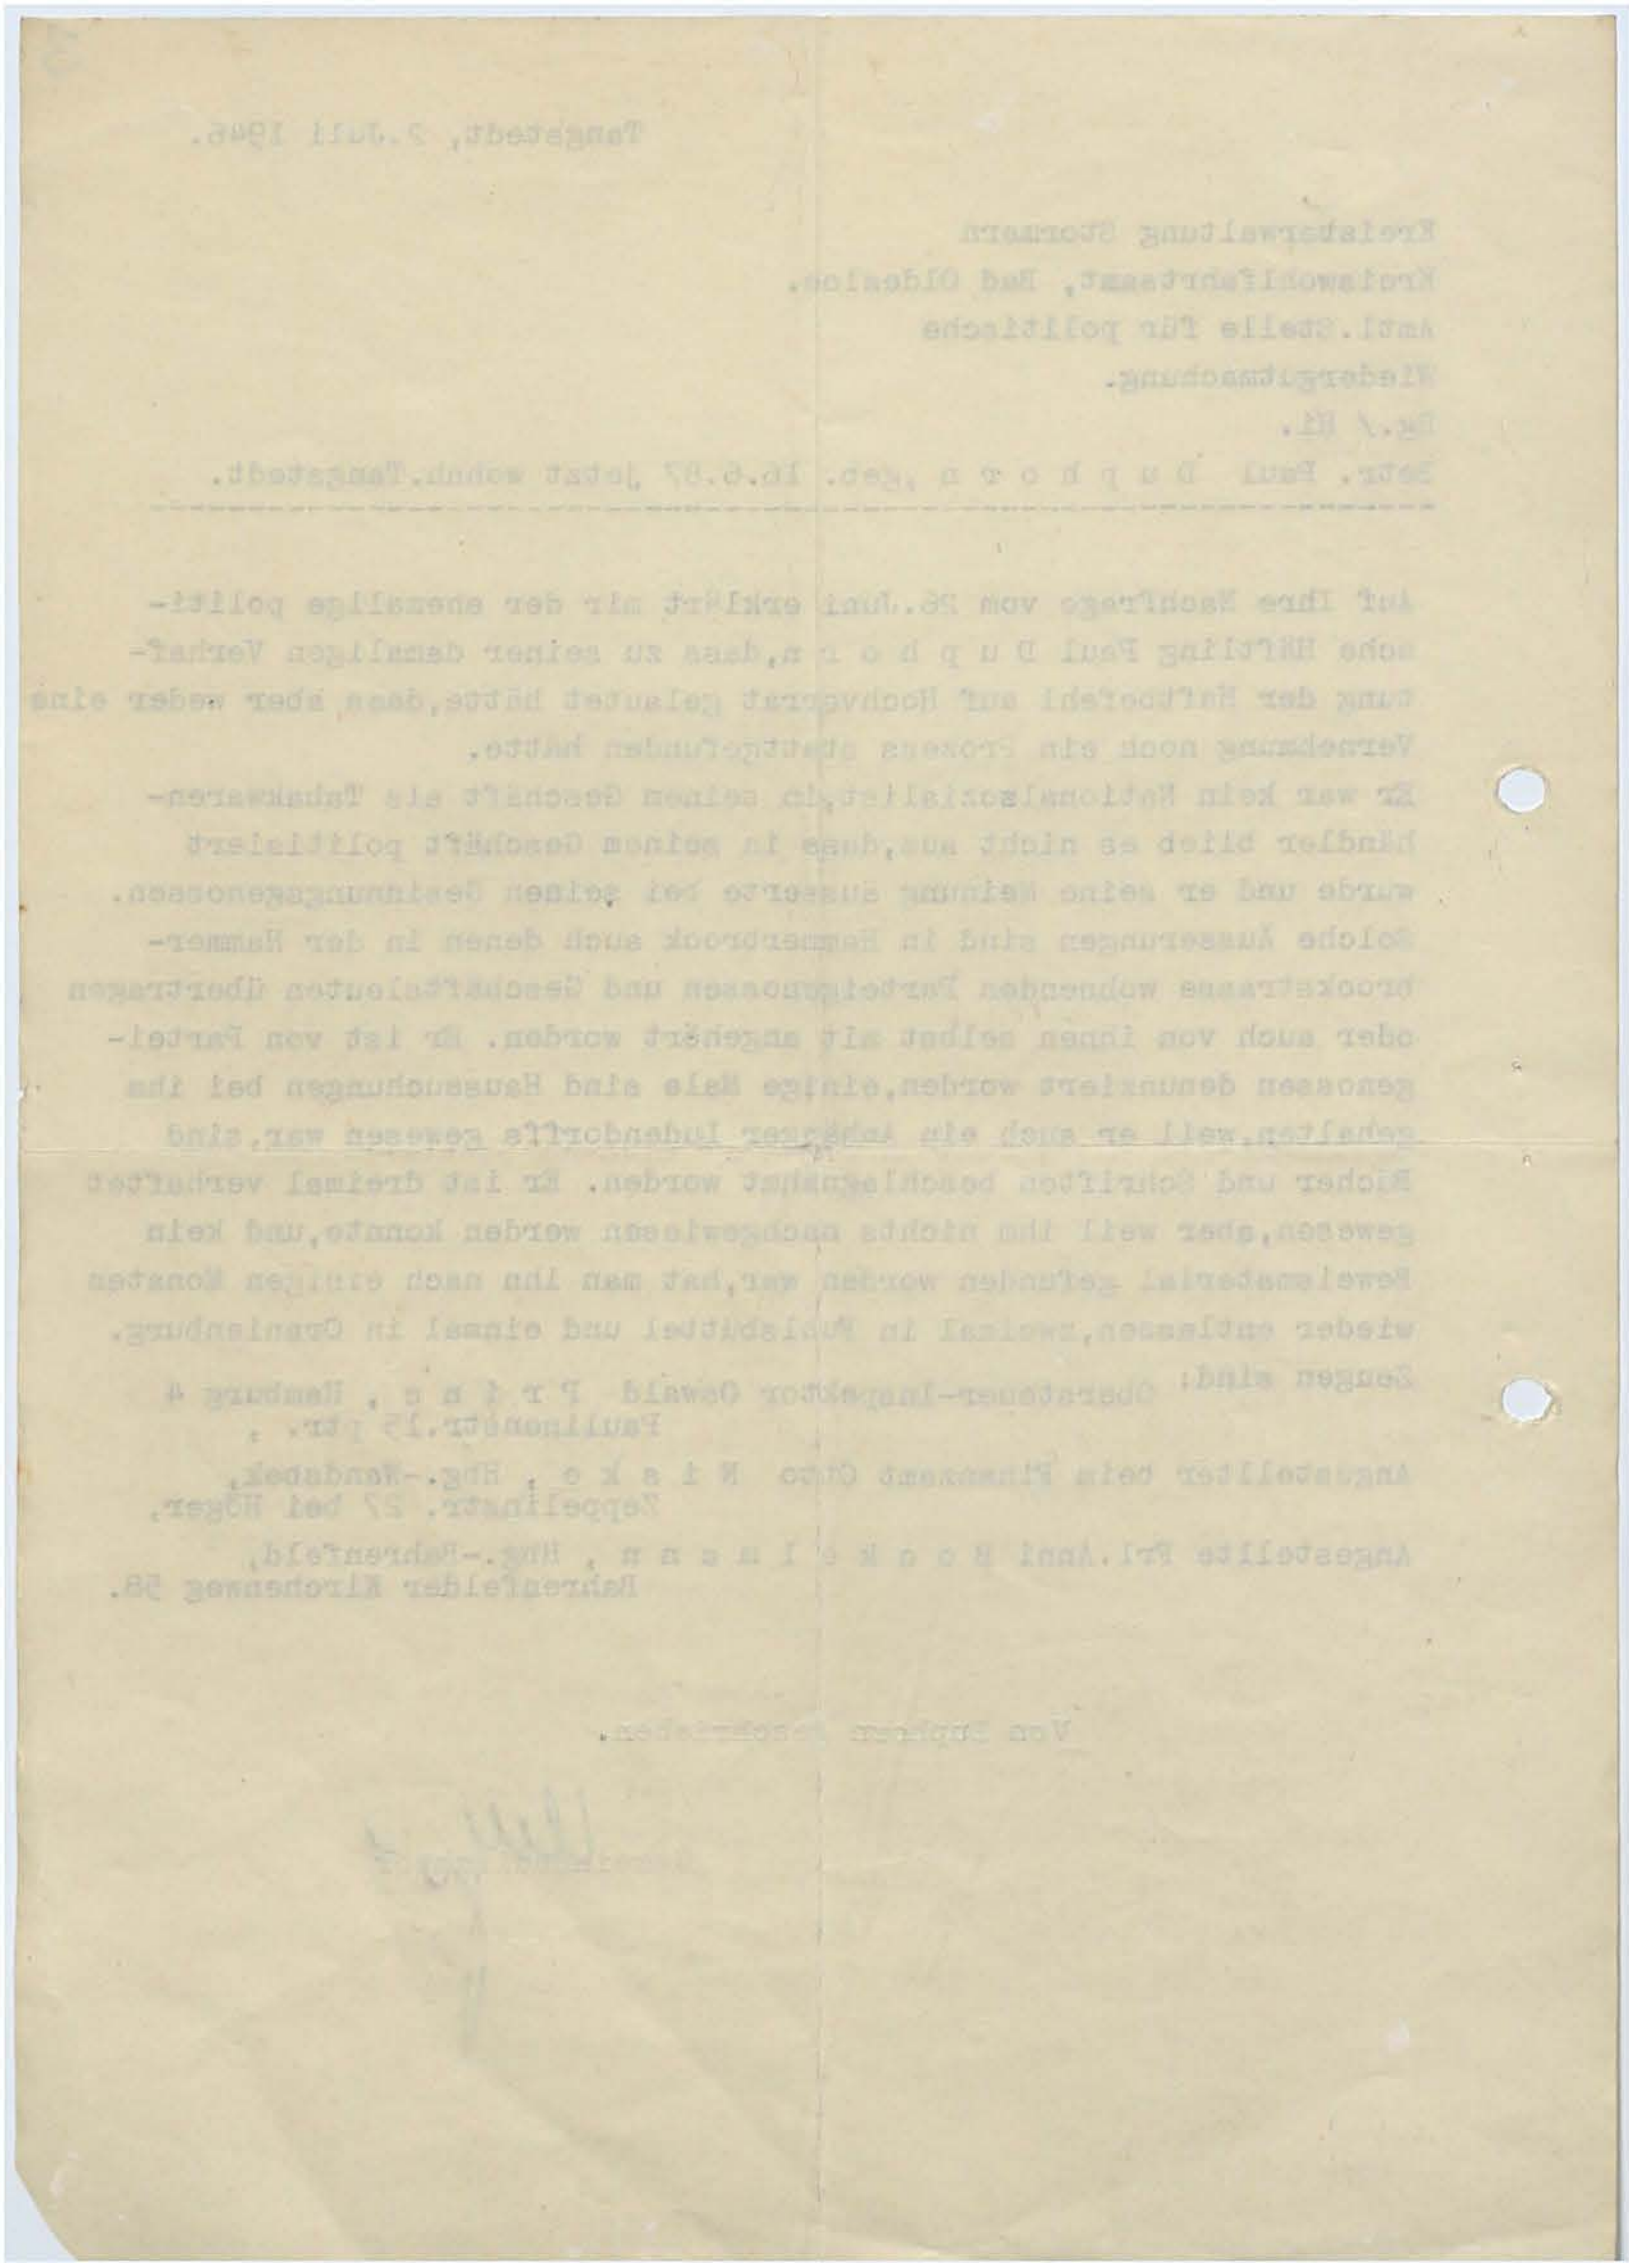 Tangstedt, 2.Juli 1946.
Kreisverwaltung Stormarn
Kreiswohlfahrtsamt, Bad Oldesloe.
Amtl.Stelle für politische
Wiedergutmachung.
Bg./ Hi.
Betr. Paul D u p h o r n ,geb. 16.6.87 jetzt wohnh.Tangstedt.
Auf Ihre Nachfrage vom 26.Juni erklärt mir der ehemalige politi-
sche Häftling Paul D u p h o r n,dass zu seiner damaligen Verhaf-
tung der Haftbefehl auf Hochverrat gelautet hätte,dass aber weder eine
Vernehmung noch ein Prozess stattgefunden hätte.
Er war kein Nationalsozialist,in seinem Geschäft als Tabakwaren-
händler blieb es nicht aus,dass in seinem Geschäft politisiert
wurde und er seine Meinung äusserte bei seinen Gesinnungsgenossen.
Solche Äusserungen sind in Hammerbrook auch denen in der Hammer-
brookstrasse wohnenden Parteigenossen und Geschäftsleuten übertragen
oder auch von ihnen selbst mit angehört worden. Er ist von Partei-
genossen denunziert worden,einige Male sind Haussuchungen bei ihm
gehalten,weil er auch ein Anhänger Ludendorffs gewesen war,sind
Bücher und Schriften beschlagnahmt worden. Er ist dreimal verhaftet
gewesen,aber weil ihm nichts nachgewiesen werden konnte,und kein
Beweismaterial gefunden worden war,hat man ihn nach einigen Monaten
wieder entlassen,zweimal in Fuhlsbüttel und einmal in Oranienburg.
Zeugen sind: Obersteuer-Inspektor Oswald P r i n s , Hamburg 4
Paulinenstr.15 ptr. ,
Angestellter beim Finanzamt Otto N i s k e , Hbg.-Wandsbek,
Zeppelinstr. 27 bei Höger,
Angestellte Frl.Anni B o c k e l m a n n , Hbg.-Bahrenfeld,
Bahrenfelder Kirchenweg 58.
Von Duphorn geschrieben.